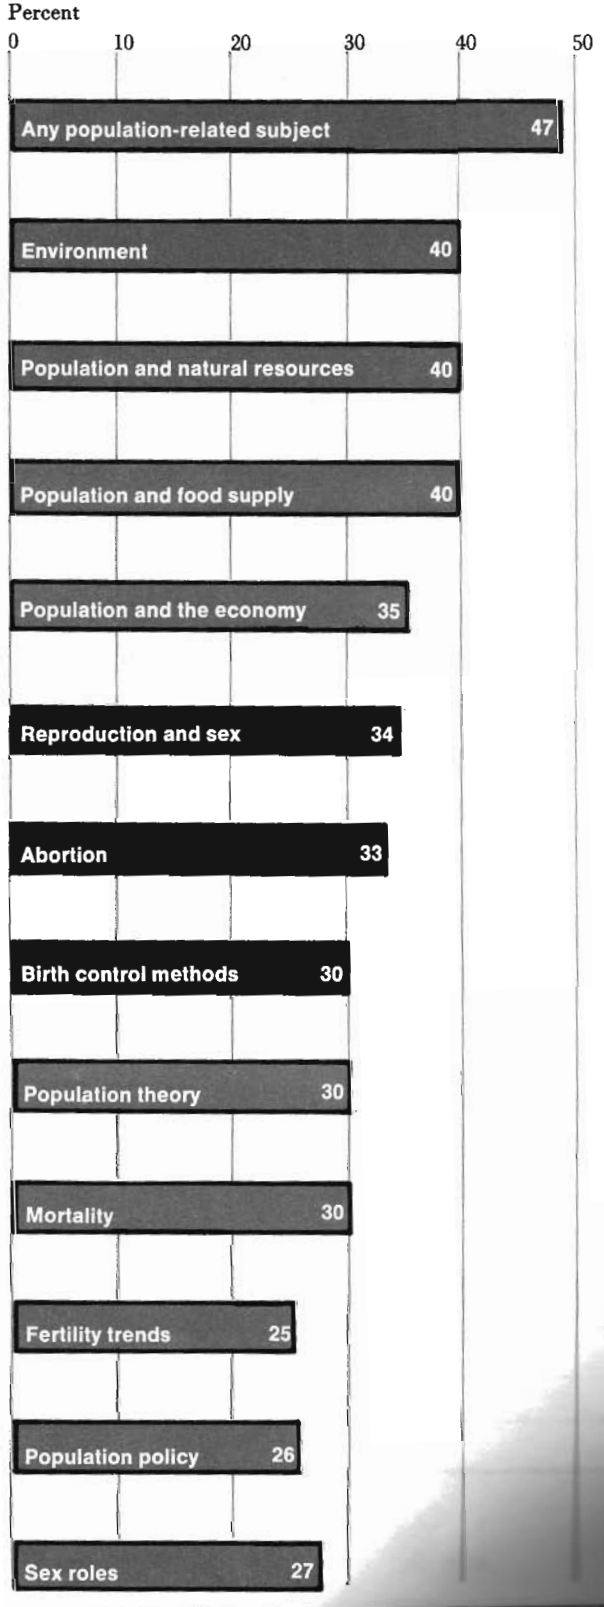 Percent
0 10 20 30 40 50
Any population-related subject 47
Environment 40
Population and natural resources 40
Population and food supply 40
Population and the economy 35
Reproduction and sex 34
Abortion 33
Birth control methods 30
Population theory 30
Mortality 30
Fertility trends 25
Population policy 26
Sex roles 27